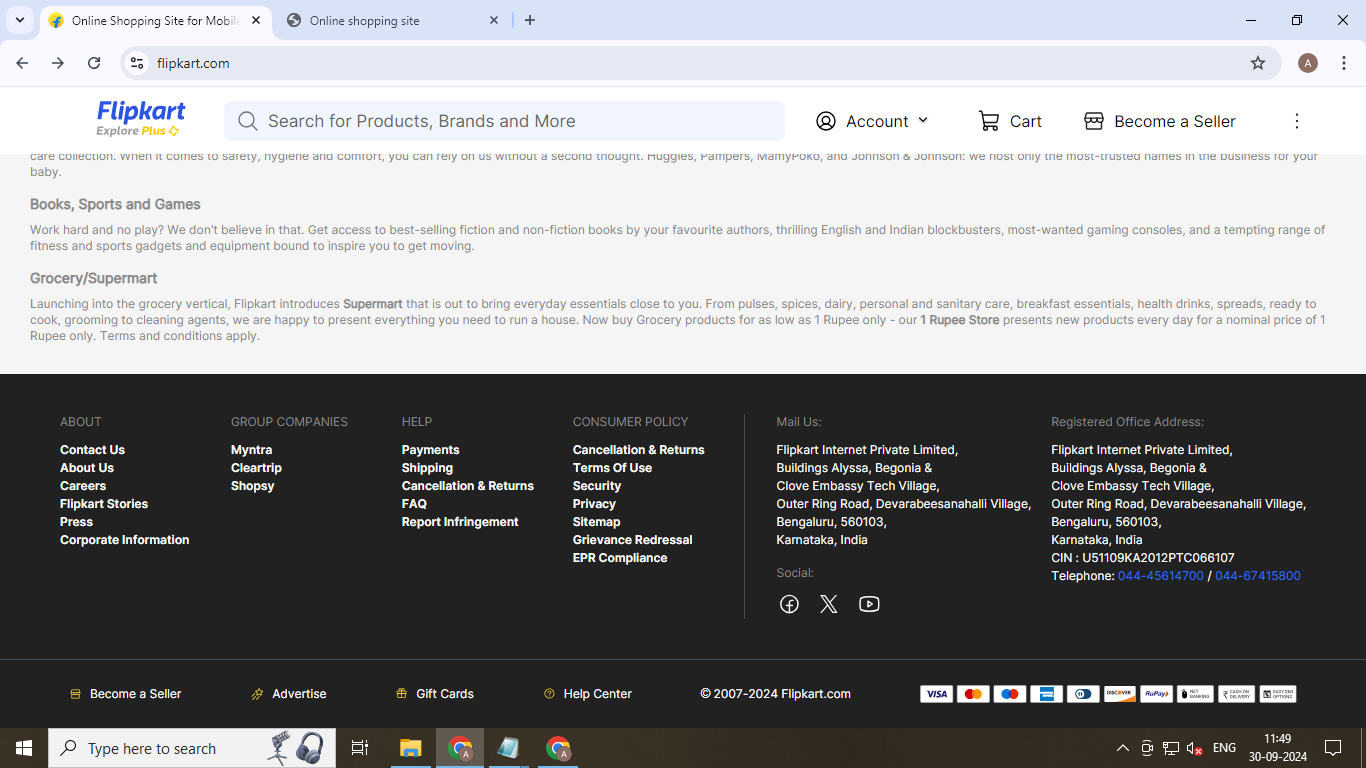 Online Shopping Site for Mobile
Online shopping site
flipkart.com
A
Flipkart
Explore Plus
Search for Products, Brands and More
Account
Cart
Become a Seller
care collection. When it comes to safety, hygiene and comfort, you can rely on us without a second thought. Huggies, Pampers, MamyPoko, and Johnson & Johnson: we host only the most-trusted names in the business for your
baby.
Books, Sports and Games
Work hard and no play? We don't believe in that. Get access to best-selling fiction and non-fiction books by your favourite authors, thrilling English and Indian blockbusters, most-wanted gaming consoles, and a tempting range of
fitness and sports gadgets and equipment bound to inspire you to get moving.
Grocery/Supermart
Launching into the grocery vertical, Flipkart introduces Supermart that is out to bring everyday essentials close to you. From pulses, spices, dairy, personal and sanitary care, breakfast essentials, health drinks, spreads, ready to
cook, grooming to cleaning agents, we are happy to present everything you need to run a house. Now buy Grocery products for as low as 1 Rupee only - our 1 Rupee Store presents new products every day for a nominal price of 1
Rupee only. Terms and conditions apply.
ABOUT
Contact Us
About Us
Careers
Flipkart Stories
Press
Corporate Information
GROUP COMPANIES
Myntra
Cleartrip
Shopsy
HELP
Payments
Shipping
Cancellation & Returns
FAQ
Report Infringement
CONSUMER POLICY
Cancellation & Returns
Terms Of Use
Security
Privacy
Sitemap
Grievance Redressal
EPR Compliance
Mail Us:
Flipkart Internet Private Limited,
Buildings Alyssa, Begonia &
Clove Embassy Tech Village,
Outer Ring Road, Devarabeesanahalli Village,
Bengaluru, 560103,
Karnataka, India
Social:
Registered Office Address:
Flipkart Internet Private Limited,
Buildings Alyssa, Begonia &
Clove Embassy Tech Village,
Outer Ring Road, Devarabeesanahalli Village,
Bengaluru, 560103,
Karnataka, India
CIN : U51109KA2012PTC066107
Telephone: 044-45614700 / 044-67415800
Become a Seller
Advertise
Gift Cards
Help Center
© 2007-2024 Flipkart.com
VISA
DISCOVER
RuPay
NET BANKING
CASH ON DELIVERY
EASY EMI OPTIONS
Type here to search
A
A
ENG
11:49
30-09-2024